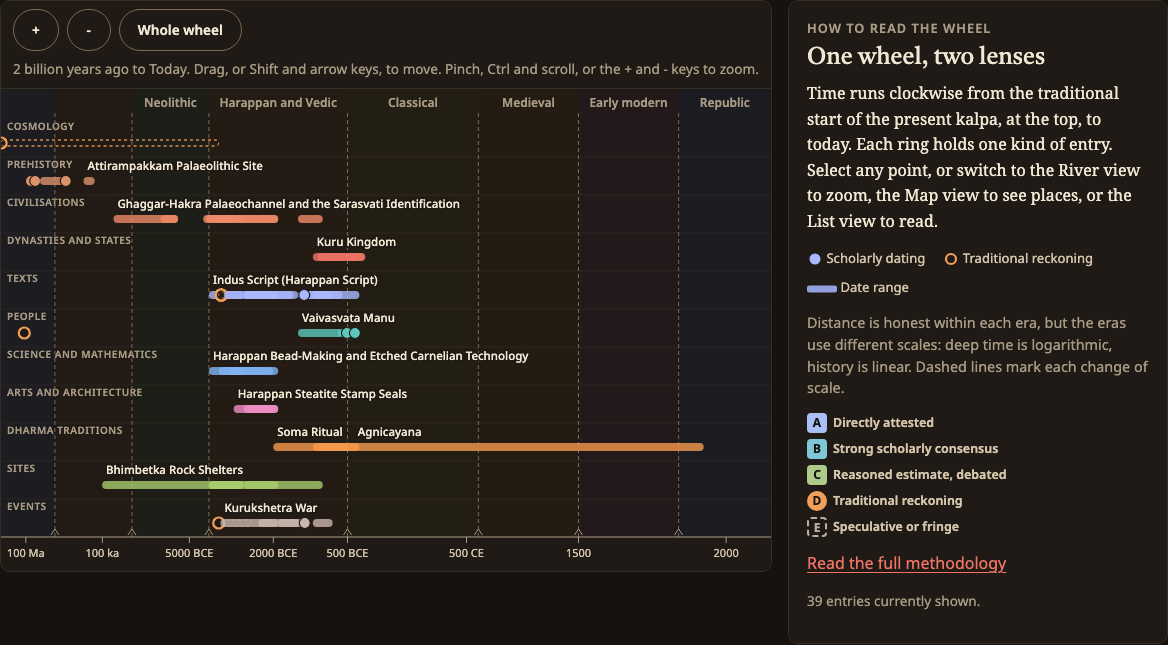 +
-
Whole wheel
2 billion years ago to Today. Drag, or Shift and arrow keys, to move. Pinch, Ctrl and scroll, or the + and - keys to zoom.
Neolithic
Harappan and Vedic
Classical
Medieval
Early modern
Republic
COSMOLOGY
PREHISTORY
Attirampakkam Palaeolithic Site
CIVILISATIONS
Ghaggar-Hakra Palaeochannel and the Sarasvati Identification
DYNASTIES AND STATES
Kuru Kingdom
TEXTS
Indus Script (Harappan Script)
PEOPLE
Vaivasvata Manu
SCIENCE AND MATHEMATICS
Harappan Bead-Making and Etched Carnelian Technology
ARTS AND ARCHITECTURE
Harappan Steatite Stamp Seals
DHARMA TRADITIONS
Soma Ritual
Agnicayana
SITES
Bhimbetka Rock Shelters
EVENTS
Kurukshetra War
100 Ma
100 ka
5000 BCE
2000 BCE
500 BCE
500 CE
1500
2000
HOW TO READ THE WHEEL
One wheel, two lenses
Time runs clockwise from the traditional
start of the present kalpa, at the top, to
today. Each ring holds one kind of entry.
Select any point, or switch to the River view
to zoom, the Map view to see places, or the
List view to read.
Scholarly dating
Traditional reckoning
Date range
Distance is honest within each era, but the eras
use different scales: deep time is logarithmic,
history is linear. Dashed lines mark each change of
scale.
A Directly attested
B Strong scholarly consensus
C Reasoned estimate, debated
D Traditional reckoning
E Speculative or fringe
Read the full methodology
39 entries currently shown.